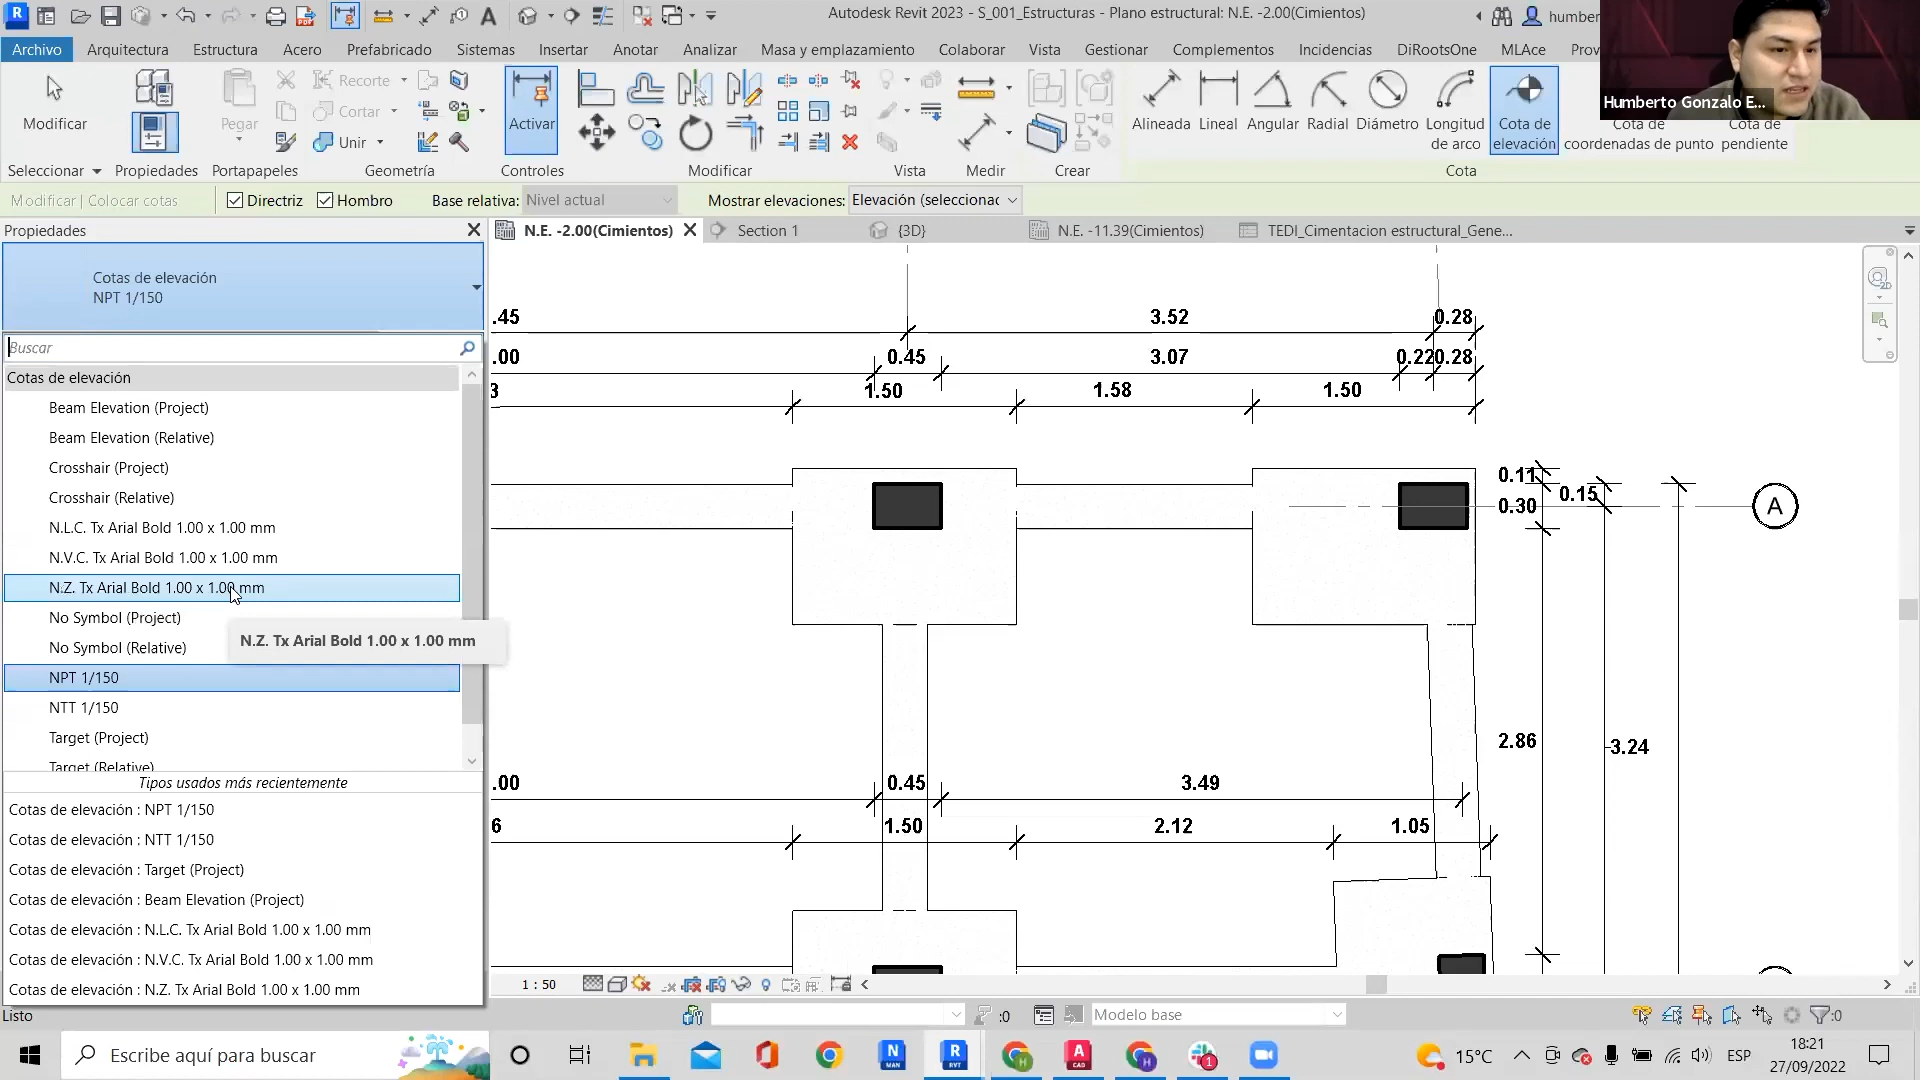 Autodesk Revit 2023 - S_001_Estructuras - Plano estructural: N.E. -2.00(Cimientos)
Archivo Arquitectura Estructura Acero Prefabricado Sistemas Insertar Anotar Analizar Masa y emplazamiento Colaborar Vista Gestionar Complementos Incidencias DiRootsOne MLAce
Humberto Gonzalo E...
Modificar
Recorte
Cortar
Unir
Pegar
Activar
Alineada Lineal Angular Radial Diámetro Longitud de arco
Cota de elevación
Cota de coordenadas de punto
Cota de pendiente
Seleccionar Propiedades Portapapeles Geometría Controles Modificar Vista Medir Crear Cota
Modificar | Colocar cotas
Directriz Hombro Base relativa: Nivel actual Mostrar elevaciones: Elevación (seleccionac
Propiedades
N.E. -2.00(Cimientos) Section 1 {3D} N.E. -11.39(Cimientos) TEDI_Cimentacion estructural_Gene...
Cotas de elevación
NPT 1/150
Buscar
Cotas de elevación
Beam Elevation (Project)
Beam Elevation (Relative)
Crosshair (Project)
Crosshair (Relative)
N.L.C. Tx Arial Bold 1.00 x 1.00 mm
N.V.C. Tx Arial Bold 1.00 x 1.00 mm
N.Z. Tx Arial Bold 1.00 x 1.00 mm
No Symbol (Project)
No Symbol (Relative)
N.Z. Tx Arial Bold 1.00 x 1.00 mm
NPT 1/150
NTT 1/150
Target (Project)
Target (Relative)
Tipos usados más recientemente
Cotas de elevación : NPT 1/150
Cotas de elevación : NTT 1/150
Cotas de elevación : Target (Project)
Cotas de elevación : Beam Elevation (Project)
Cotas de elevación : N.L.C. Tx Arial Bold 1.00 x 1.00 mm
Cotas de elevación : N.V.C. Tx Arial Bold 1.00 x 1.00 mm
Cotas de elevación : N.Z. Tx Arial Bold 1.00 x 1.00 mm
.45 3.52 0.28
.00 0.45 3.07 0.22 0.28
3 1.50 1.58 1.50
0.11
0.15
0.30
A
2.86
3.24
.00 0.45 3.49
6 1.50 2.12 1.05
1 : 50
Listo
:0
Modelo base
:0
Escribe aquí para buscar
15°C
ESP
18:21
27/09/2022